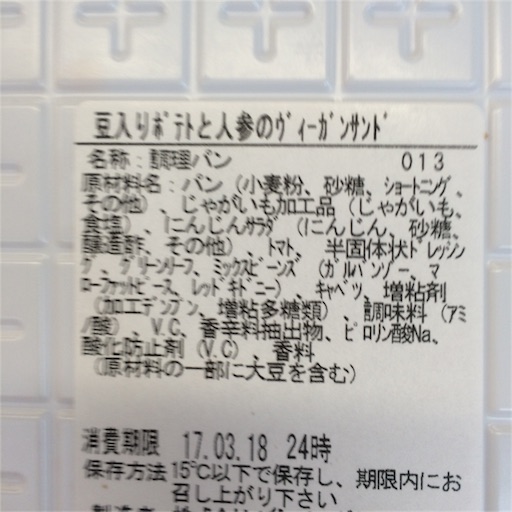 豆入りﾎﾟﾃﾄと人参のｳﾞｨｰｶﾞﾝｻﾝﾄﾞ
名称：調理パン 013
原材料名：パン（小麦粉、砂糖、ｼｮｰﾄﾆﾝｸﾞ、
その他）、じゃがいも加工品（じゃがいも、
食塩）、にんじんｻﾗﾀﾞ（にんじん、砂糖、
醸造酢、その他）、ﾄﾏﾄ、半固体状ﾄﾞﾚｯｼﾝ
ｸﾞ、ｸﾞﾘｰﾝﾘｰﾌ、ﾐｯｸｽﾋﾞｰﾝｽﾞ（ｶﾞﾙﾊﾞﾝｿﾞｰ、ﾏ
ﾛｰﾌｧｯﾄﾋﾟｰｽ、ﾚｯﾄﾞｷﾄﾞﾆｰ）、ｷｬﾍﾞﾂ、増粘剤
（加工ﾃﾞﾝﾌﾟﾝ、増粘多糖類）、調味料（ｱﾐ
ﾉ酸）、V.C、香辛料抽出物、ﾋﾟﾛﾘﾝ酸Na、
酸化防止剤（V.C）、香料
（原材料の一部に大豆を含む）
消費期限 17.03.18 24時
保存方法 15℃以下で保存し、期限内にお
召し上がり下さい